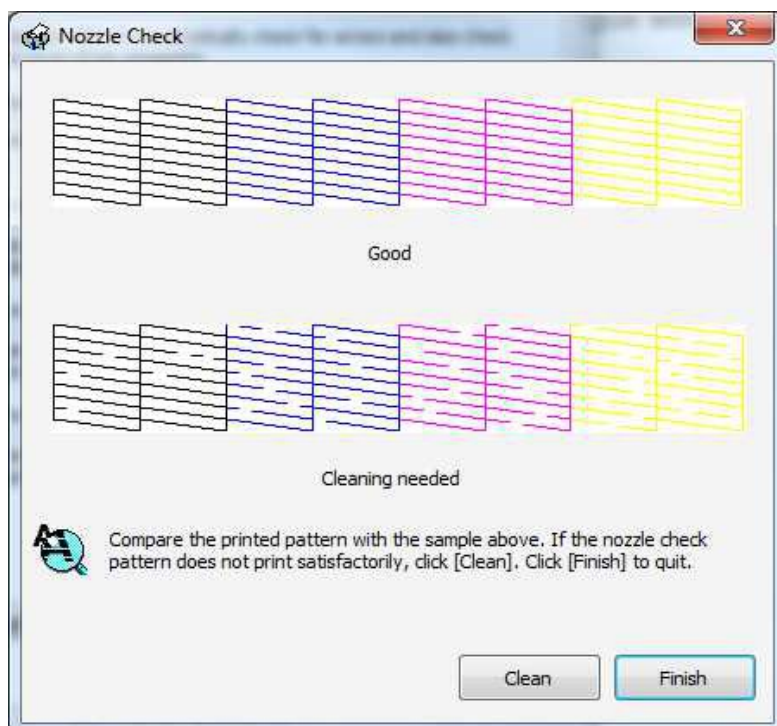 Nozzle Check
Good
Cleaning needed
Compare the printed pattern with the sample above. If the nozzle check
pattern does not print satisfactorily, click [Clean]. Click [Finish] to quit.
Clean
Finish